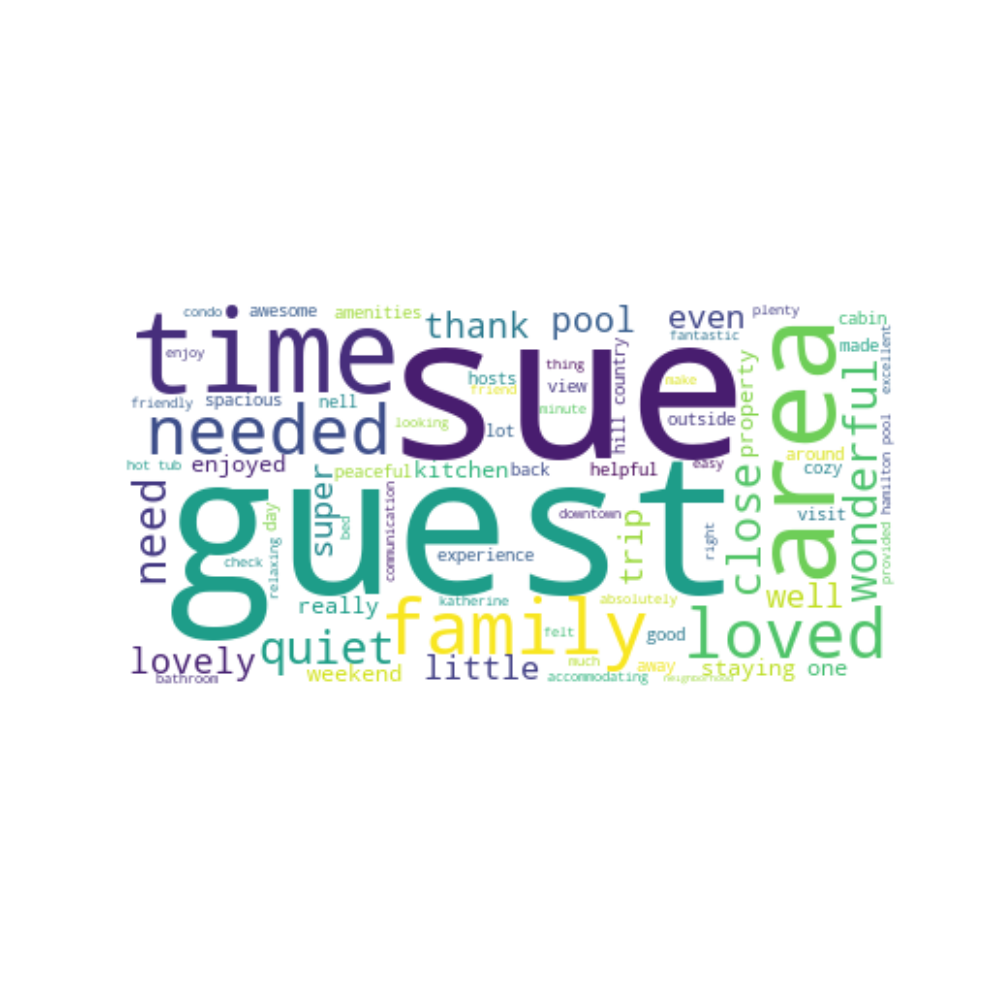 condo
awesome
amenities
thank
pool
even
plenty
cabin
time
sue
area
enjoy
hosts
thing
fantastic
made
excellent
friendly
spacious
nell
friend
view
make
hill country
property
wonderful
needed
looking
lot
minute
outside
around
hamilton pool
hot tub
enjoyed
peaceful
kitchen
back
helpful
easy
cozy
need
super
guest
close
visit
day
bed
communication
downtown
trip
right
provided
check
relaxing
experience
really
katherine
absolutely
well
quiet
family
felt
good
loved
lovely
weekend
little
much
away
staying
one
bathroom
accommodating
neighborhood